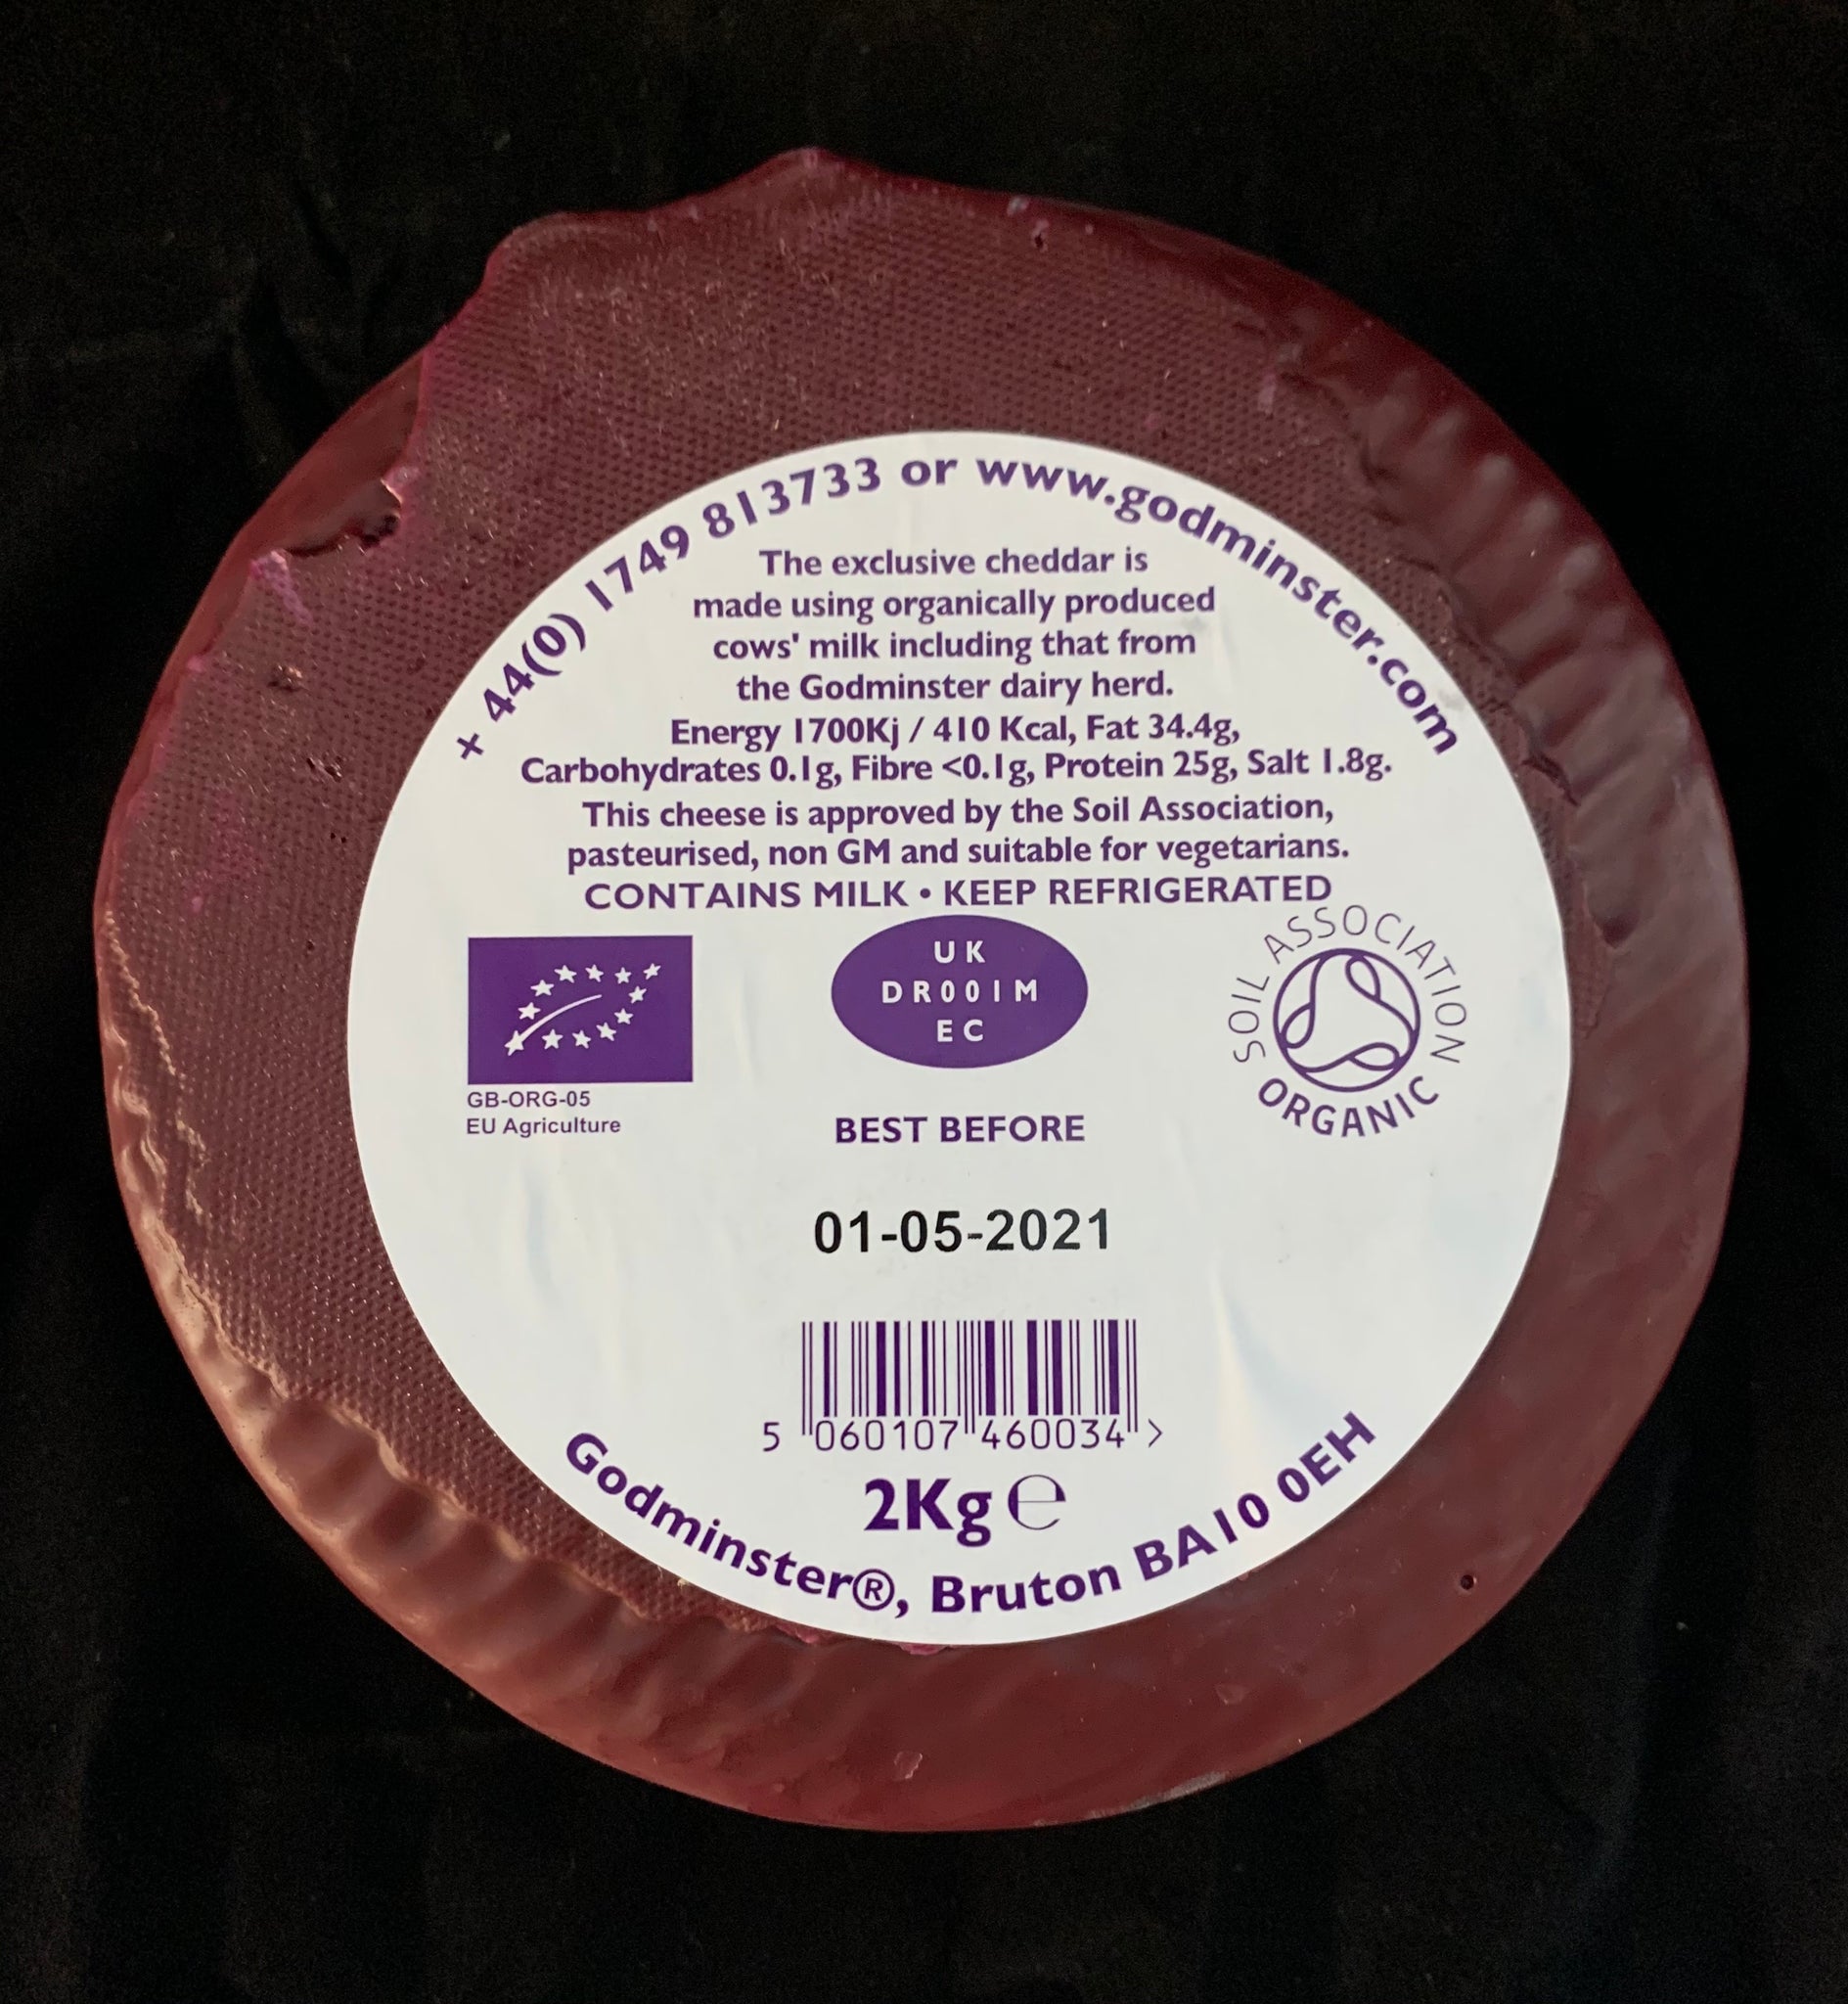 + 44(0) 1749 813733 or www.godminster.com
The exclusive cheddar is
made using organically produced
cows' milk including that from
the Godminster dairy herd.
Energy 1700Kj / 410 Kcal, Fat 34.4g,
Carbohydrates 0.1g, Fibre <0.1g, Protein 25g, Salt 1.8g.
This cheese is approved by the Soil Association,
pasteurised, non GM and suitable for vegetarians.
CONTAINS MILK • KEEP REFRIGERATED
GB-ORG-05
EU Agriculture
UK
DR001M
EC
SOIL ASSOCIATION
ORGANIC
BEST BEFORE
01-05-2021
5 060107 460034 >
2Kg ℮
Godminster®, Bruton BA10 0EH